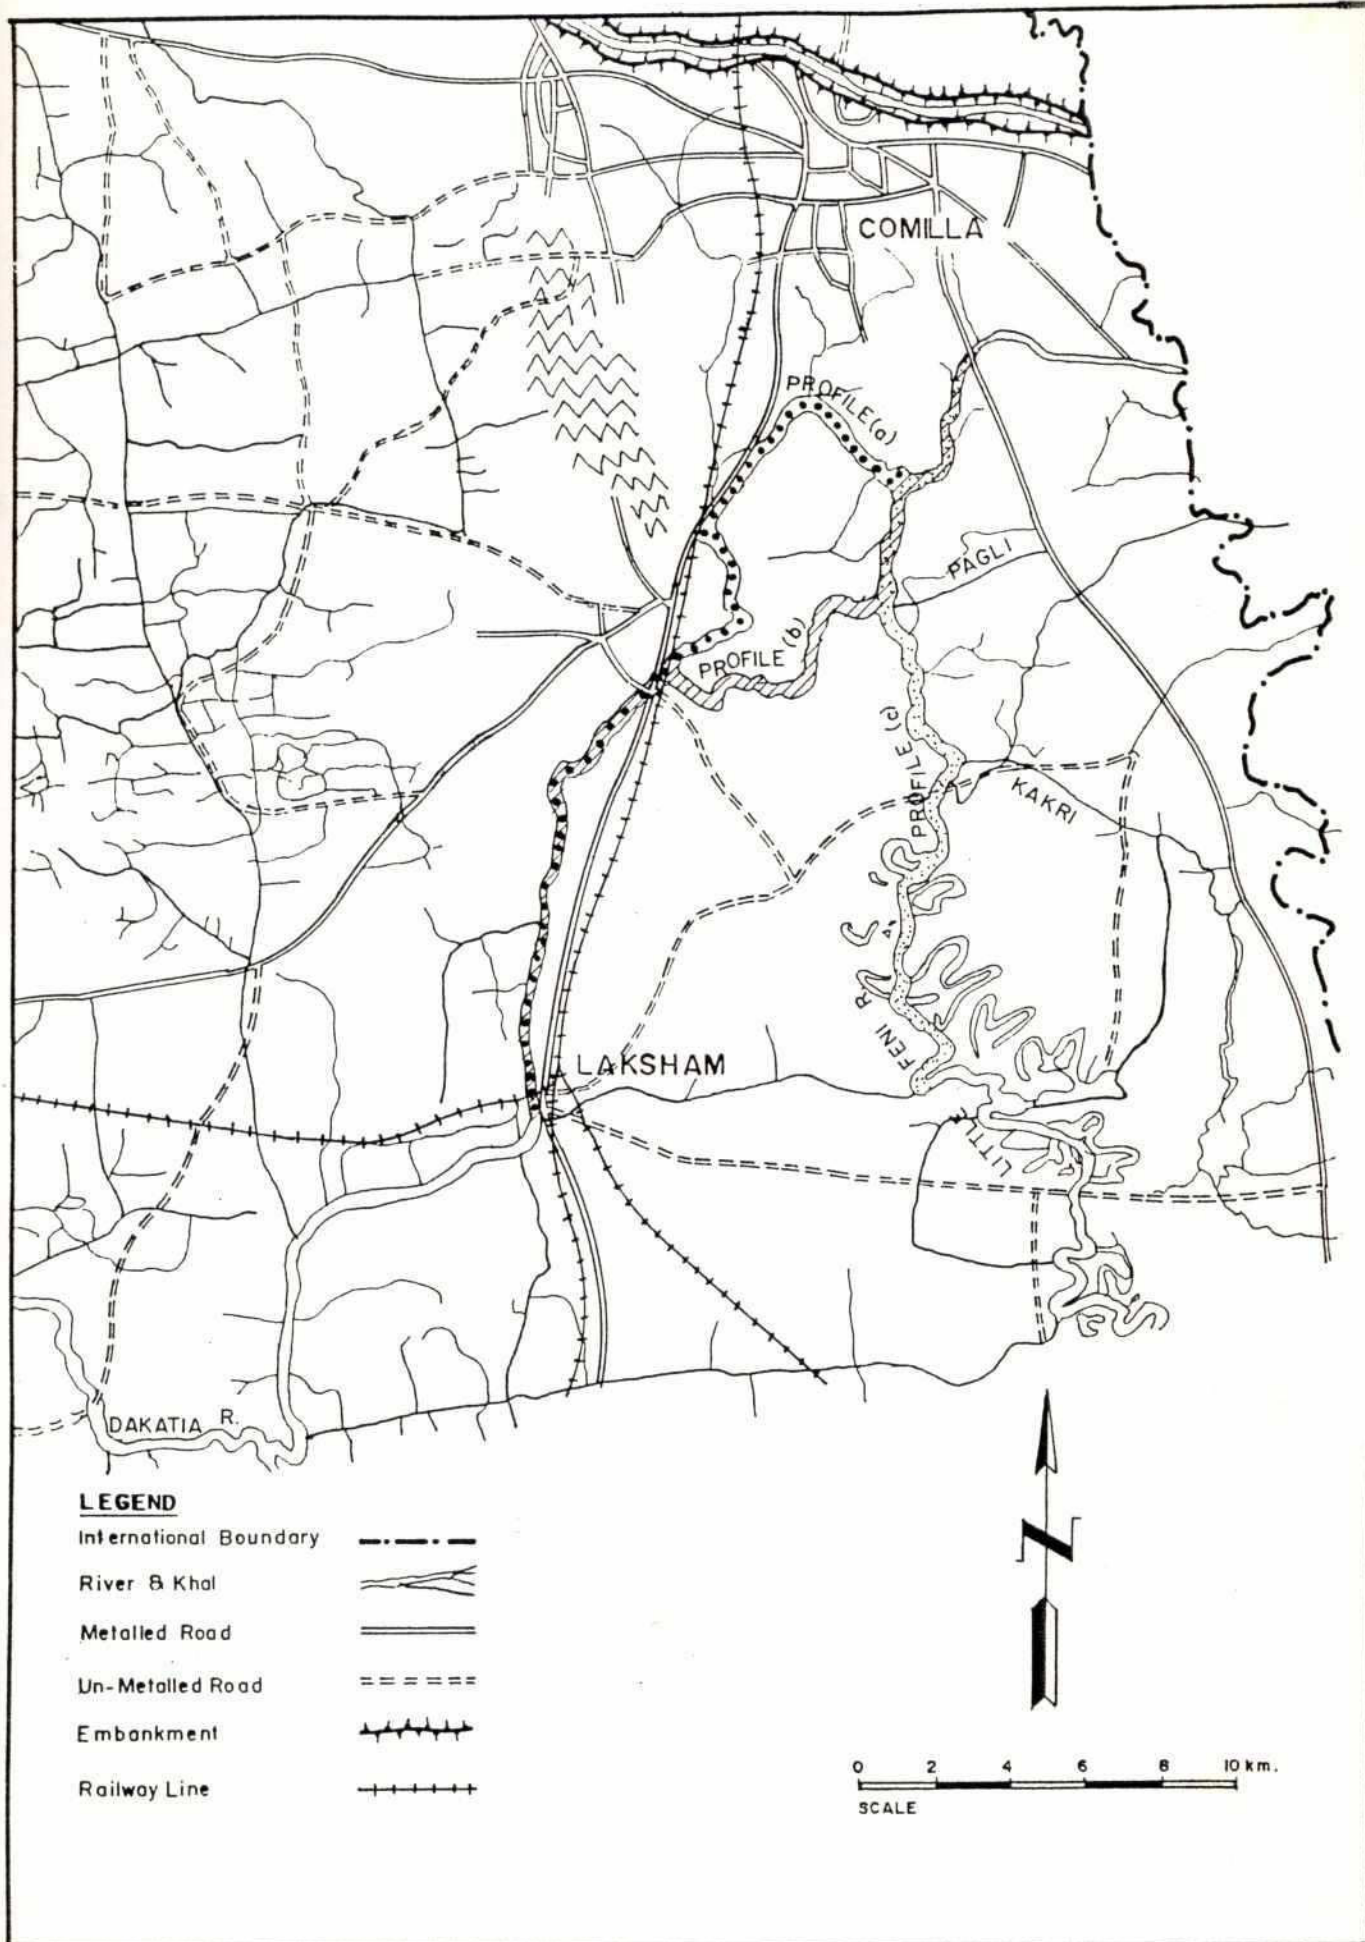 COMILLA
PROFILE (a)
PAGLI
PROFILE (b)
PROFILE (c)
KAKRI
LITTLE FENI R.
LAKSHAM
DAKATIA R.
LEGEND
International Boundary
River & Khal
Metalled Road
Un-Metalled Road
Embankment
Railway Line
N
0 2 4 6 8 10 km.
SCALE